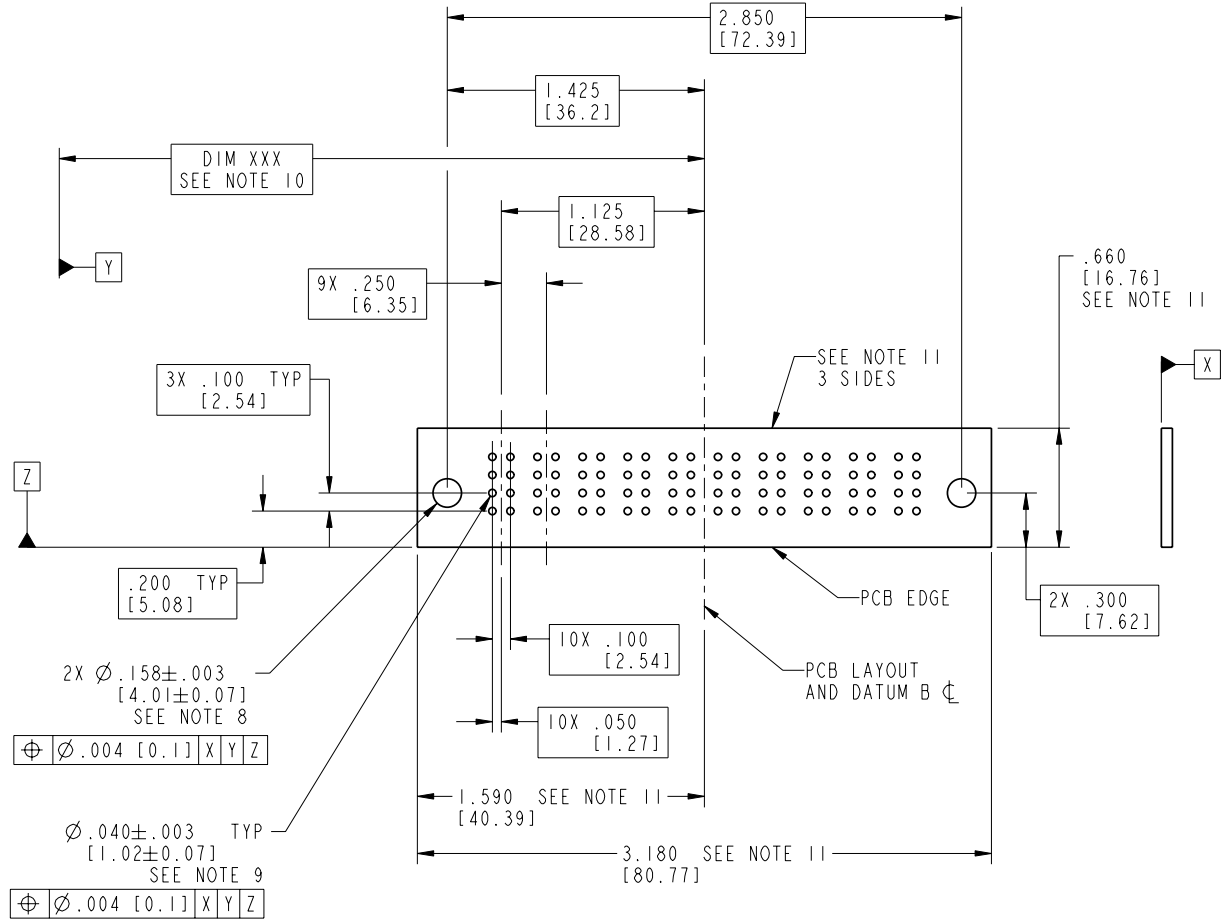 2.850
[72.39]
1.425
[36.2]
DIM XXX
SEE NOTE 10
1.125
[28.58]
Y
9X .250
[6.35]
.660
[16.76]
SEE NOTE 11
SEE NOTE 11
3 SIDES
X
3X .100 TYP
[2.54]
Z
.200 TYP
[5.08]
PCB EDGE
2X .300
[7.62]
10X .100
[2.54]
2X Ø.158±.003
[4.01±0.07]
SEE NOTE 8
⌖ Ø.004 [0.1] X Y Z
PCB LAYOUT
AND DATUM B ℄
10X .050
[1.27]
1.590 SEE NOTE 11
[40.39]
Ø.040±.003 TYP
[1.02±0.07]
SEE NOTE 9
⌖ Ø.004 [0.1] X Y Z
3.180 SEE NOTE 11
[80.77]